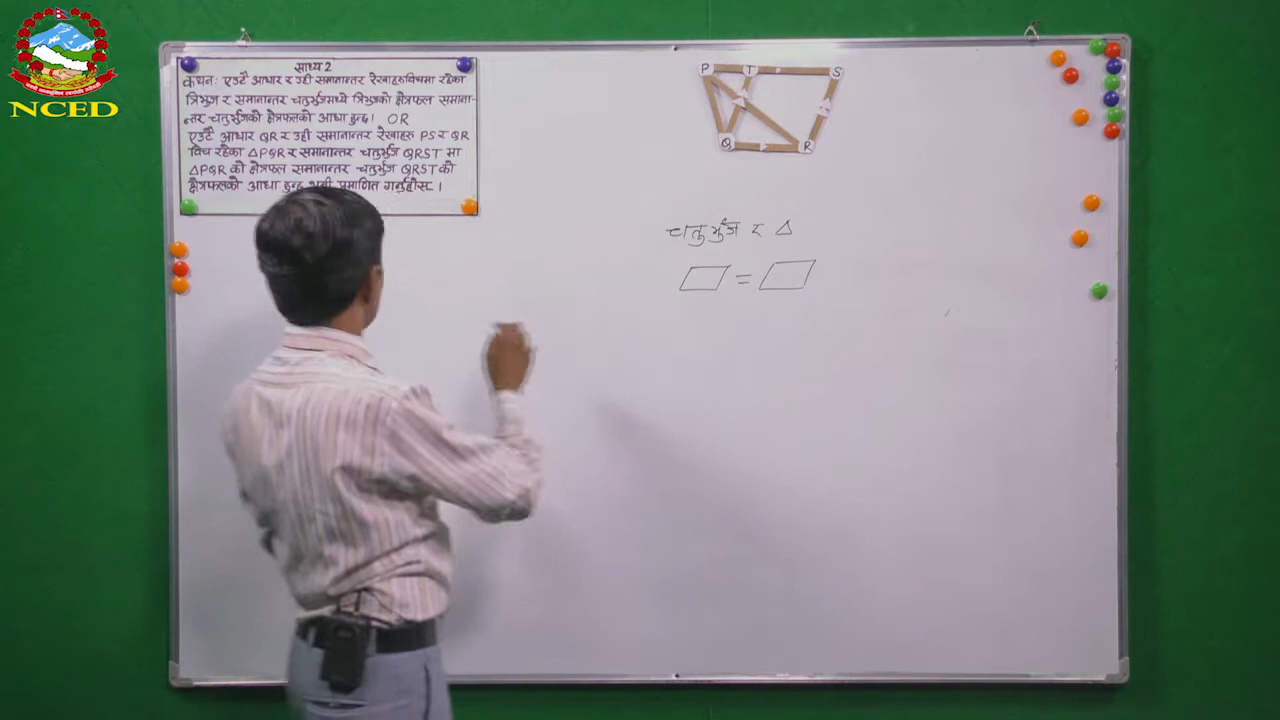 NCED
साध्य 2
कथन: एउटै आधार र उही समानान्तर रेखाहरुविचमा रहेका
त्रिभुज र समानान्तर चतुर्भुजमध्ये त्रिभुजको क्षेत्रफल समाना-
न्तर चतुर्भुजको क्षेत्रफलको आधा हुन्छ। OR
एउटै आधार QR र उही समानान्तर रेखाहरु PS र QR
विच रहेका ΔPQR र समानान्तर चतुर्भुज QRST मा
ΔPQR को क्षेत्रफल समानान्तर चतुर्भुज QRST को
क्षेत्रफलको आधा हुन्छ भनी प्रमाणित गर्नुहोस्।
P T S
Q R
चतुर्भुज र Δ
▱ = ▱